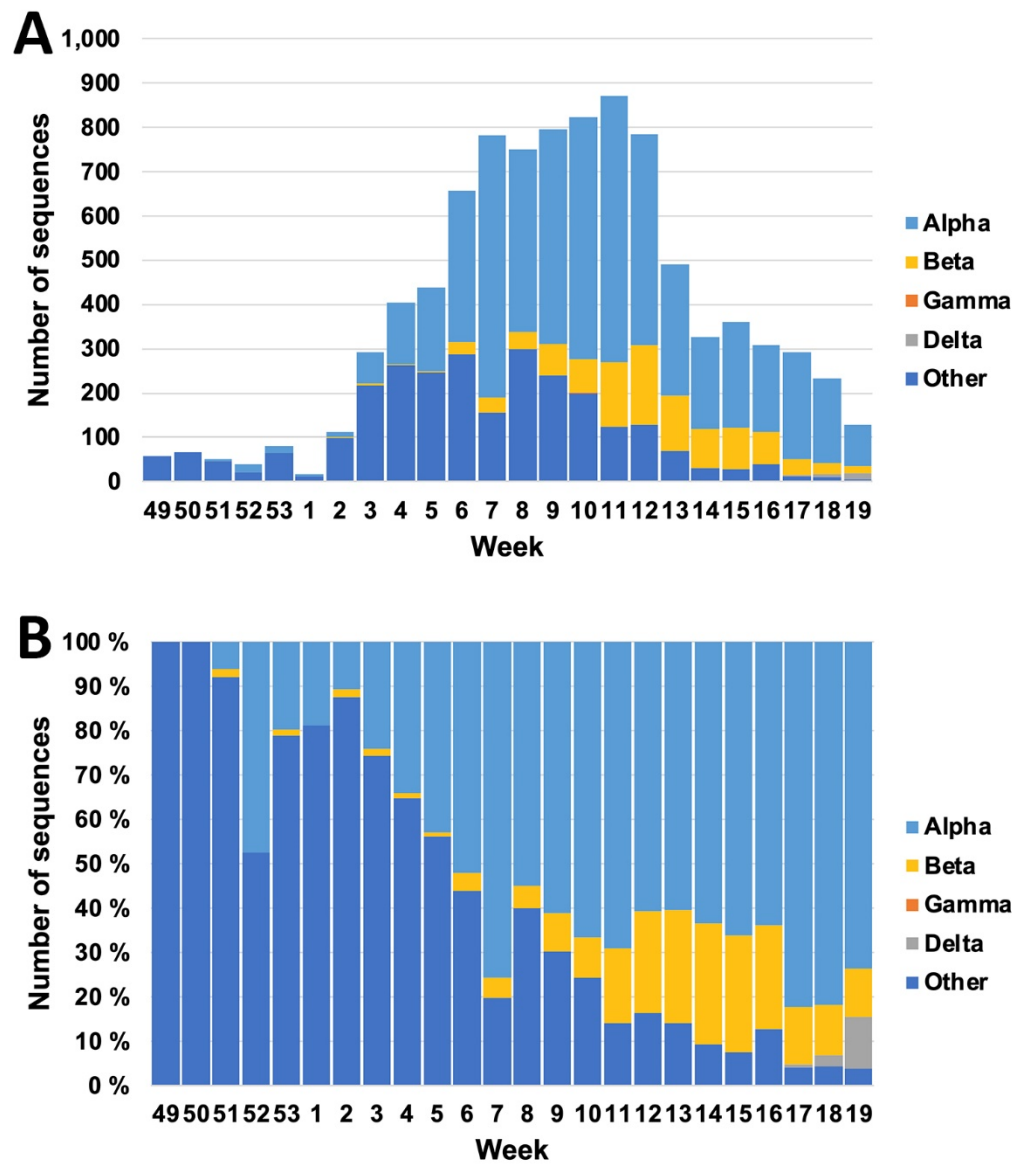 A
1,000
900
800
700
600
500
400
300
200
100
0
Number of sequences
49 50 51 52 53 1 2 3 4 5 6 7 8 9 10 11 12 13 14 15 16 17 18 19
Week
Alpha
Beta
Gamma
Delta
Other
B
100 %
90 %
80 %
70 %
60 %
50 %
40 %
30 %
20 %
10 %
0 %
Number of sequences
49 50 51 52 53 1 2 3 4 5 6 7 8 9 10 11 12 13 14 15 16 17 18 19
Week
Alpha
Beta
Gamma
Delta
Other